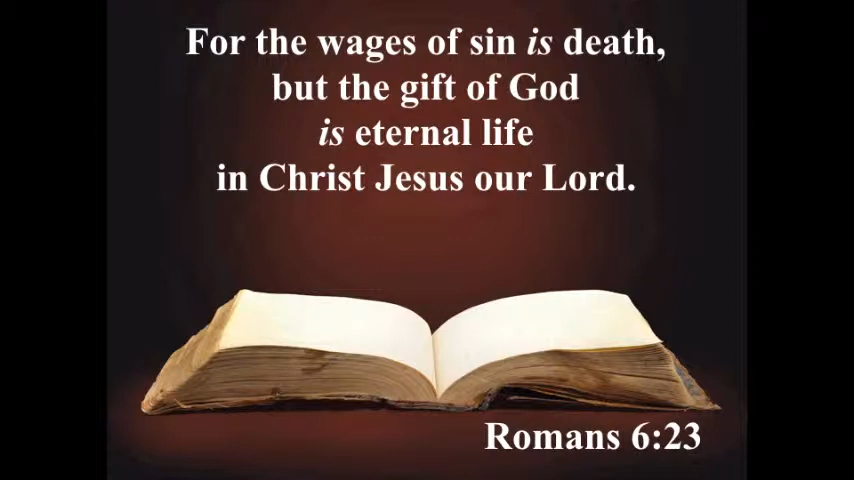 For the wages of sin is death,
but the gift of God
is eternal life
in Christ Jesus our Lord.
Romans 6:23